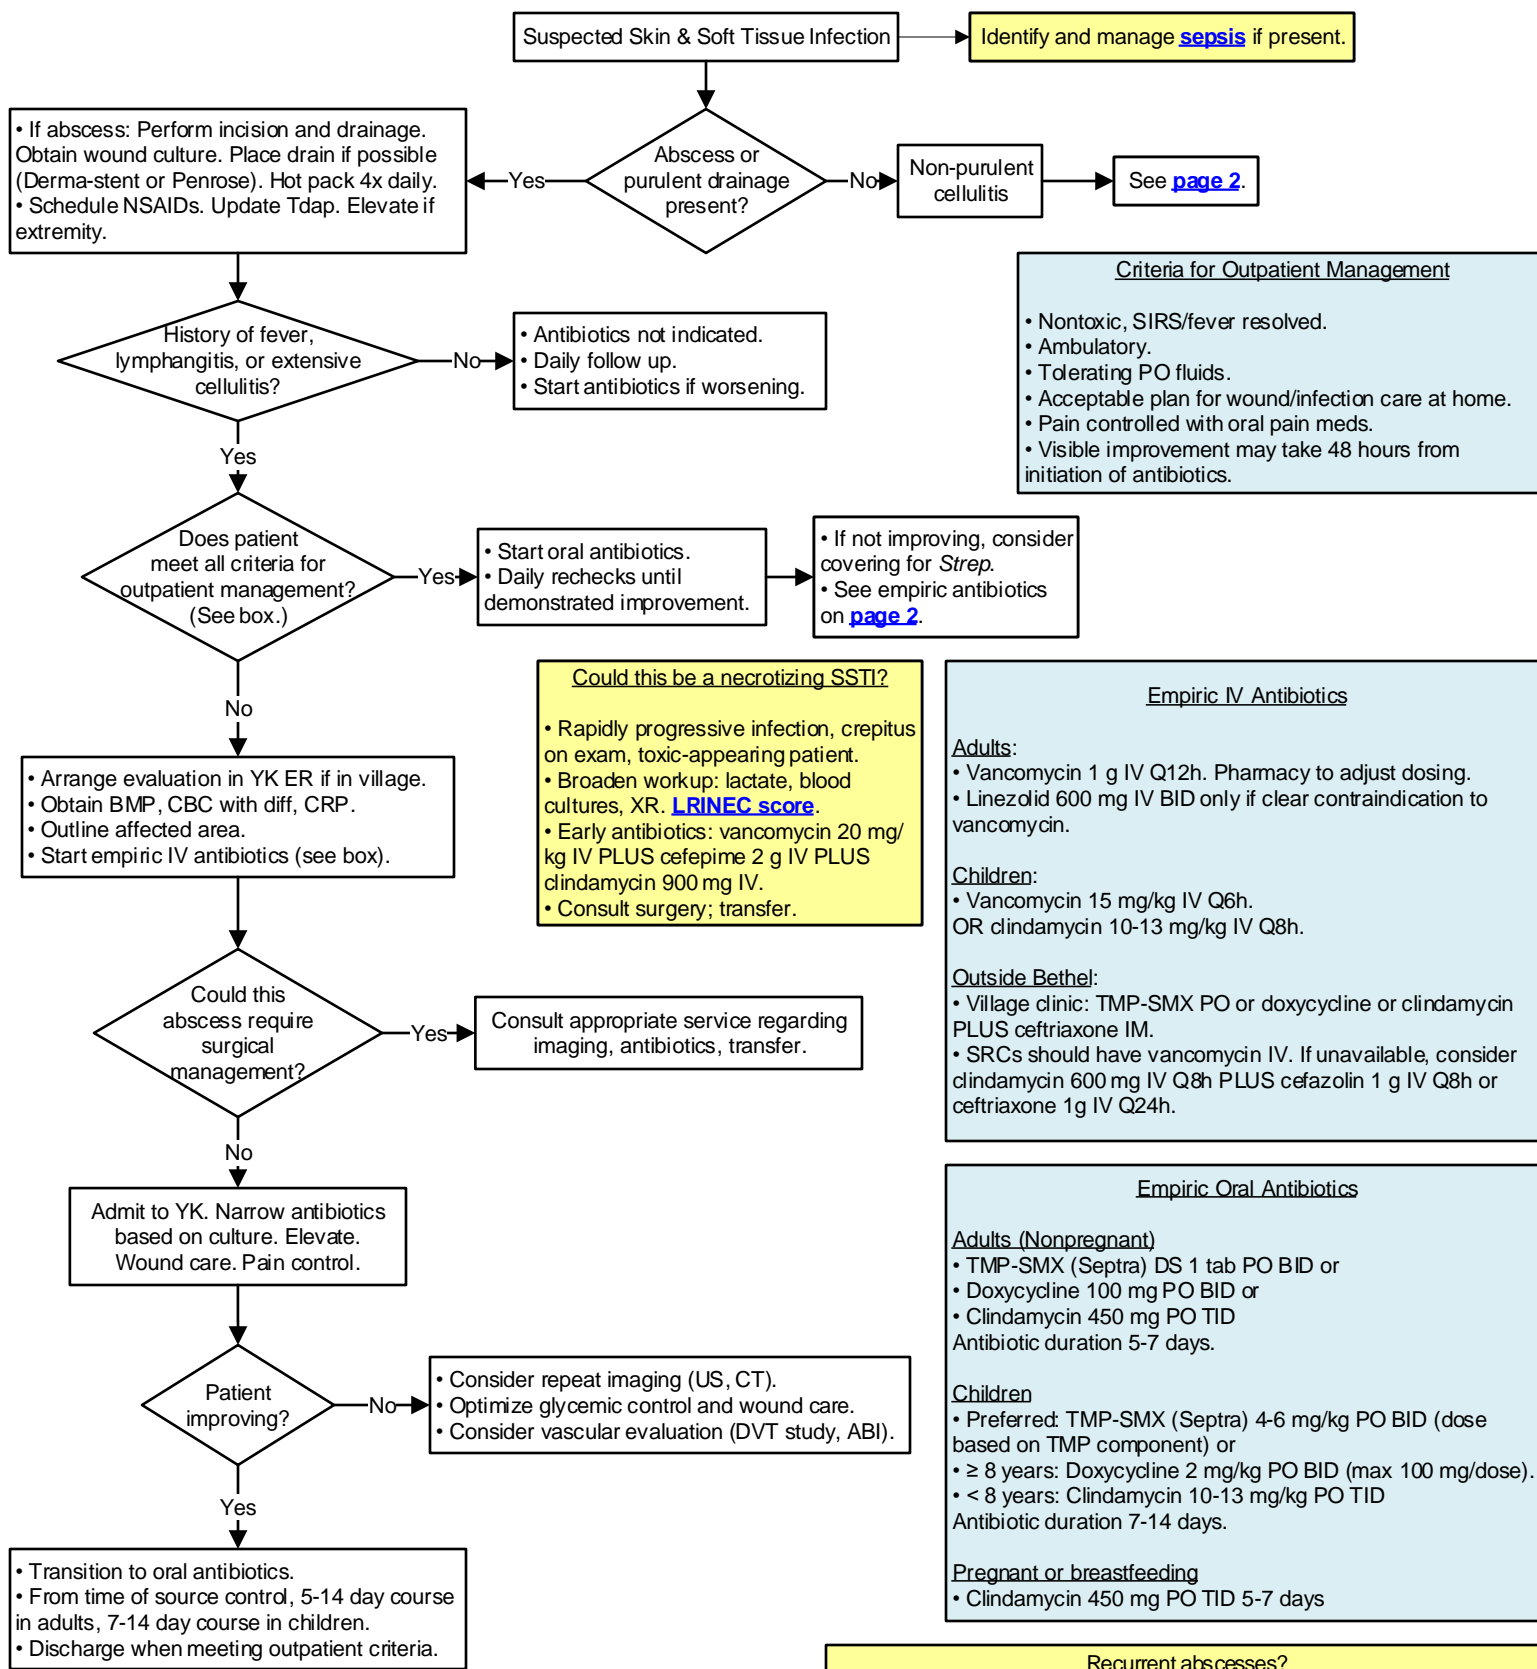 Suspected Skin & Soft Tissue Infection
Identify and manage sepsis if present.
• If abscess: Perform incision and drainage.
Obtain wound culture. Place drain if possible
(Derma-stent or Penrose). Hot pack 4x daily.
• Schedule NSAIDs. Update Tdap. Elevate if
extremity.
Yes
Abscess or
purulent drainage
present?
No
Non-purulent
cellulitis
See page 2.
Criteria for Outpatient Management
• Nontoxic, SIRS/fever resolved.
• Ambulatory.
• Tolerating PO fluids.
• Acceptable plan for wound/infection care at home.
• Pain controlled with oral pain meds.
• Visible improvement may take 48 hours from
initiation of antibiotics.
History of fever,
lymphangitis, or extensive
cellulitis?
No
• Antibiotics not indicated.
• Daily follow up.
• Start antibiotics if worsening.
Yes
Does patient
meet all criteria for
outpatient management?
(See box.)
Yes
• Start oral antibiotics.
• Daily rechecks until
demonstrated improvement.
• If not improving, consider
covering for Strep.
• See empiric antibiotics
on page 2.
No
Could this be a necrotizing SSTI?
• Rapidly progressive infection, crepitus
on exam, toxic-appearing patient.
• Broaden workup: lactate, blood
cultures, XR. LRINEC score.
• Early antibiotics: vancomycin 20 mg/
kg IV PLUS cefepime 2 g IV PLUS
clindamycin 900 mg IV.
• Consult surgery; transfer.
Empiric IV Antibiotics
Adults:
• Vancomycin 1 g IV Q12h. Pharmacy to adjust dosing.
• Linezolid 600 mg IV BID only if clear contraindication to
vancomycin.
Children:
• Vancomycin 15 mg/kg IV Q6h.
OR clindamycin 10-13 mg/kg IV Q8h.
Outside Bethel:
• Village clinic: TMP-SMX PO or doxycycline or clindamycin
PLUS ceftriaxone IM.
• SRCs should have vancomycin IV. If unavailable, consider
clindamycin 600 mg IV Q8h PLUS cefazolin 1 g IV Q8h or
ceftriaxone 1g IV Q24h.
• Arrange evaluation in YK ER if in village.
• Obtain BMP, CBC with diff, CRP.
• Outline affected area.
• Start empiric IV antibiotics (see box).
Could this
abscess require
surgical
management?
Yes
Consult appropriate service regarding
imaging, antibiotics, transfer.
No
Admit to YK. Narrow antibiotics
based on culture. Elevate.
Wound care. Pain control.
Empiric Oral Antibiotics
Adults (Nonpregnant)
• TMP-SMX (Septra) DS 1 tab PO BID or
• Doxycycline 100 mg PO BID or
• Clindamycin 450 mg PO TID
Antibiotic duration 5-7 days.
Children
• Preferred: TMP-SMX (Septra) 4-6 mg/kg PO BID (dose
based on TMP component) or
• ≥ 8 years: Doxycycline 2 mg/kg PO BID (max 100 mg/dose).
• < 8 years: Clindamycin 10-13 mg/kg PO TID
Antibiotic duration 7-14 days.
Pregnant or breastfeeding
• Clindamycin 450 mg PO TID 5-7 days
Patient
improving?
No
• Consider repeat imaging (US, CT).
• Optimize glycemic control and wound care.
• Consider vascular evaluation (DVT study, ABI).
Yes
• Transition to oral antibiotics.
• From time of source control, 5-14 day course
in adults, 7-14 day course in children.
• Discharge when meeting outpatient criteria.
Recurrent abscesses?